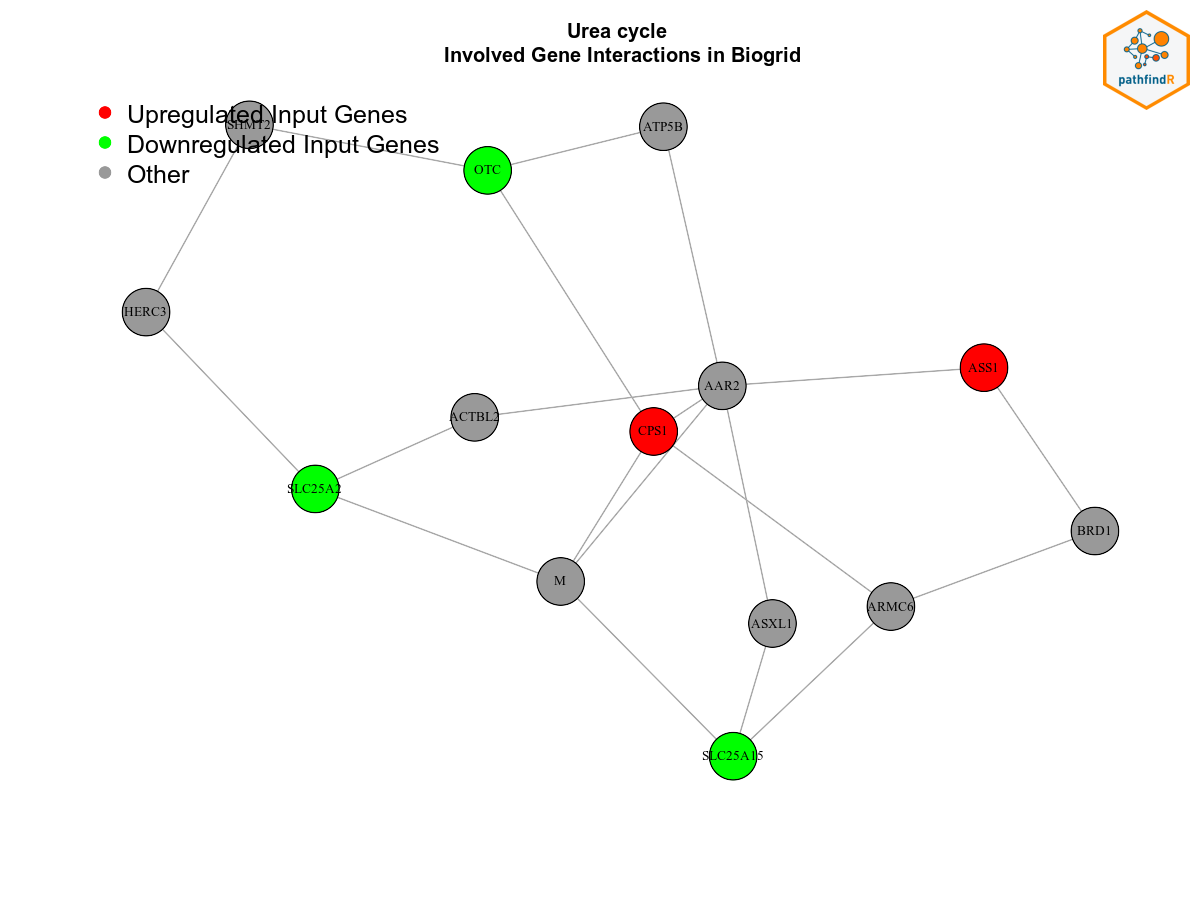 Urea cycle
Involved Gene Interactions in Biogrid
pathfindR
Upregulated Input Genes
Downregulated Input Genes
Other
SHMT2
ATP5B
OTC
HERC3
ASS1
AAR2
ACTBL2
CPS1
SLC25A2
BRD1
M
ARMC6
ASXL1
SLC25A15